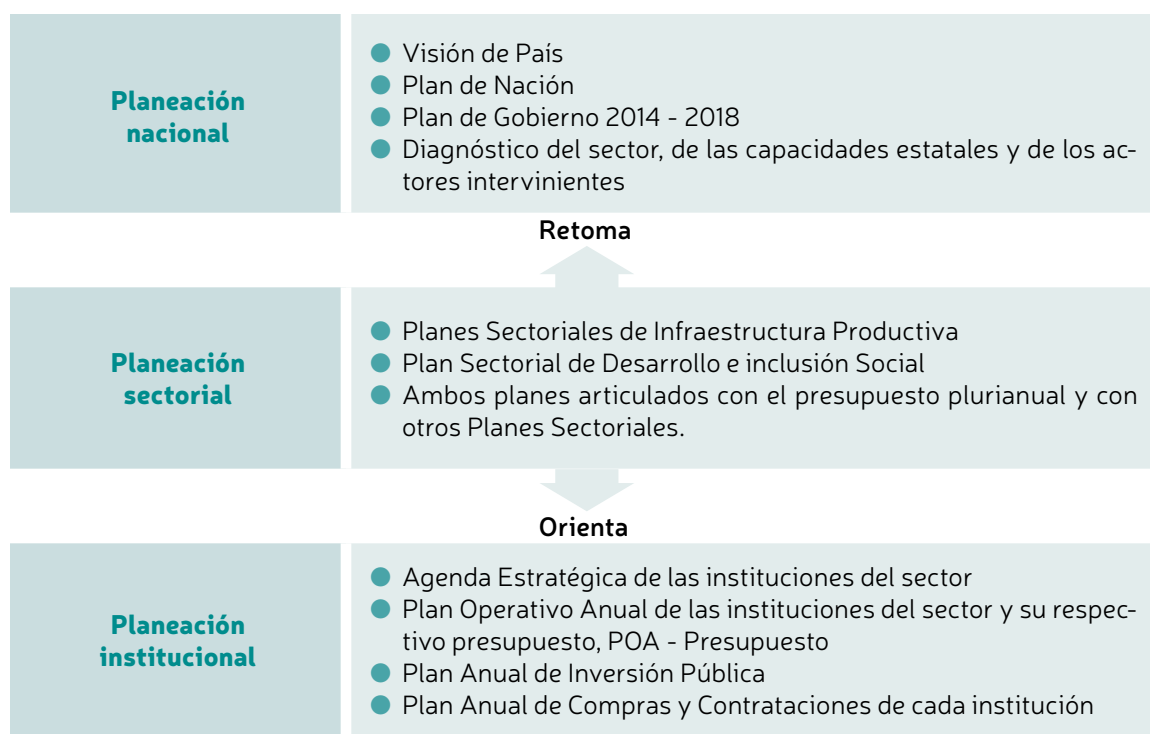 Planeación
nacional
Visión de País
Plan de Nación
Plan de Gobierno 2014 - 2018
Diagnóstico del sector, de las capacidades estatales y de los ac-
tores intervinientes
Retoma
Planeación
sectorial
Planes Sectoriales de Infraestructura Productiva
Plan Sectorial de Desarrollo e inclusión Social
Ambos planes articulados con el presupuesto plurianual y con
otros Planes Sectoriales.
Orienta
Planeación
institucional
Agenda Estratégica de las instituciones del sector
Plan Operativo Anual de las instituciones del sector y su respec-
tivo presupuesto, POA - Presupuesto
Plan Anual de Inversión Pública
Plan Anual de Compras y Contrataciones de cada institución